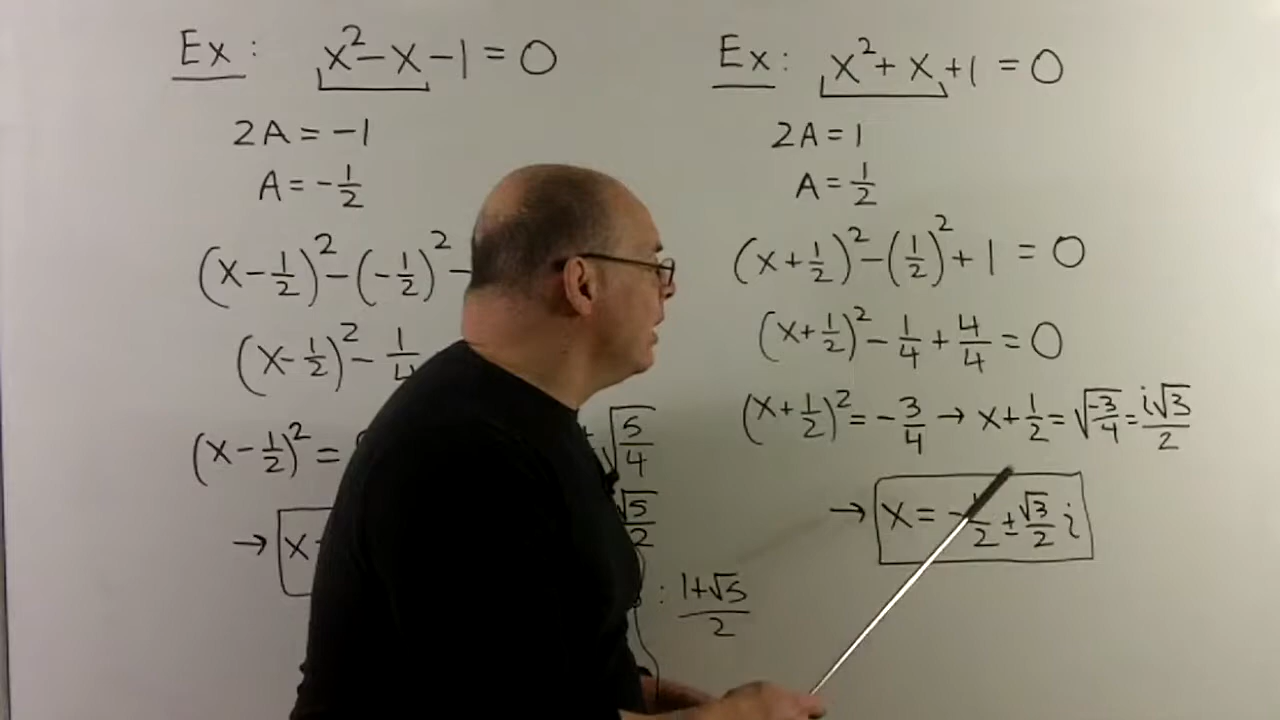 Ex: x² - x - 1 = 0
2A = -1
A = -1/2
(x - 1/2)² - (-1/2)² -
(x - 1/2)² - 1/4
(x - 1/2)² =
√(5/4)
√5/2
→ x
: (1+√5)/2
Ex: x² + x + 1 = 0
2A = 1
A = 1/2
(x + 1/2)² - (1/2)² + 1 = 0
(x + 1/2)² - 1/4 + 4/4 = 0
(x + 1/2)² = -3/4 → x + 1/2 = √(-3/4) = i√3/2
→ x = -1/2 ± √3/2 i